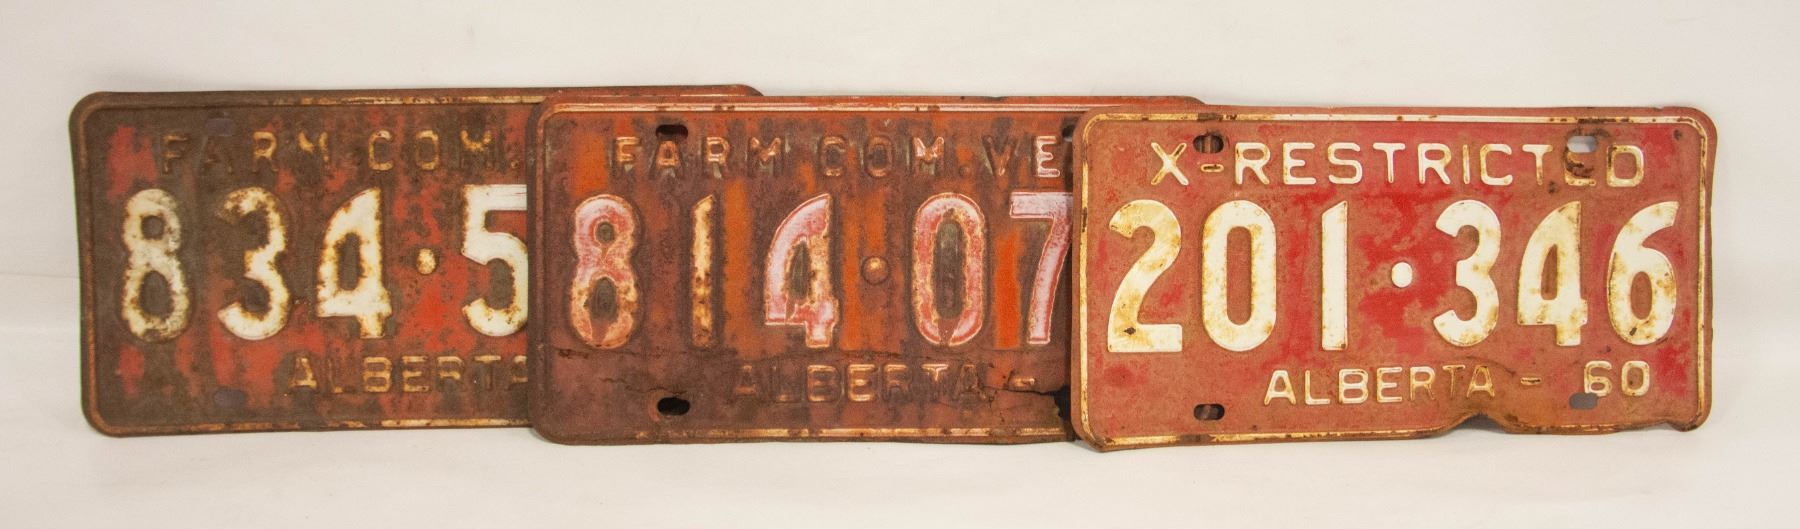 FARM COM.
834·5
ALBERTA
FARM COM. VE
814·07
ALBERTA -
X-RESTRICTED
201·346
ALBERTA - 60